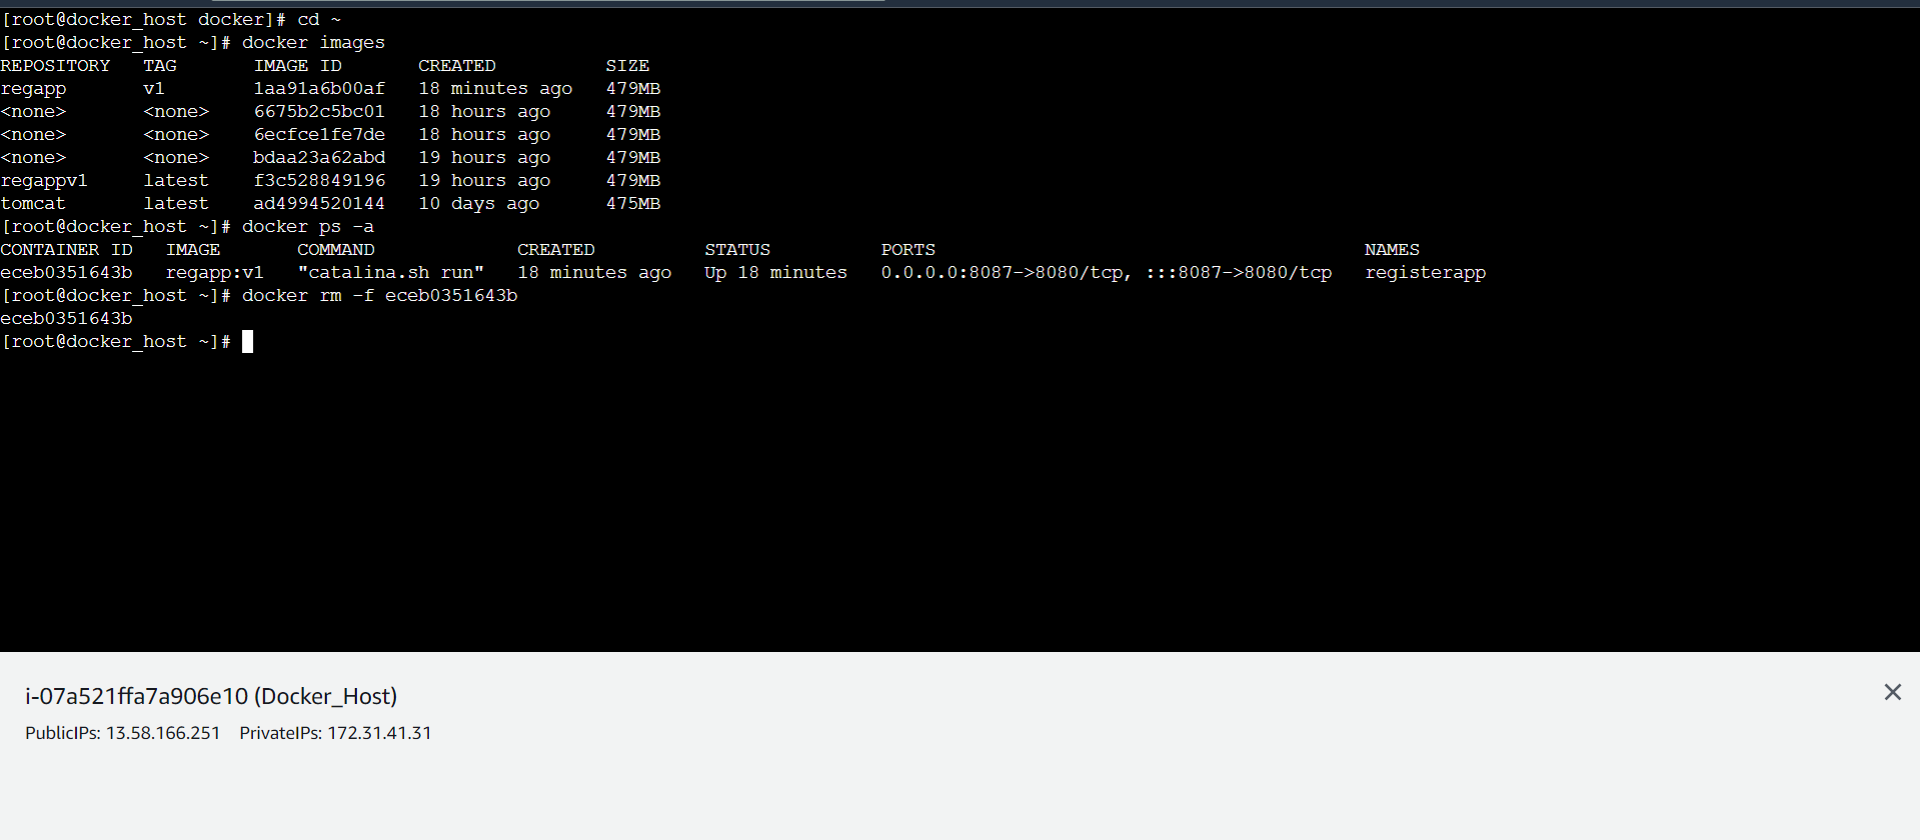 [root@docker_host docker]# cd ~
[root@docker_host ~]# docker images
REPOSITORY   TAG       IMAGE ID       CREATED          SIZE
regapp       v1        1aa91a6b00af   18 minutes ago   479MB
<none>       <none>    6675b2c5bc01   18 hours ago     479MB
<none>       <none>    6ecfce1fe7de   18 hours ago     479MB
<none>       <none>    bdaa23a62abd   19 hours ago     479MB
regappv1     latest    f3c528849196   19 hours ago     479MB
tomcat       latest    ad4994520144   10 days ago      475MB
[root@docker_host ~]# docker ps -a
CONTAINER ID   IMAGE       COMMAND             CREATED          STATUS          PORTS                                       NAMES
eceb0351643b   regapp:v1   "catalina.sh run"   18 minutes ago   Up 18 minutes   0.0.0.0:8087->8080/tcp, :::8087->8080/tcp   registerapp
[root@docker_host ~]# docker rm -f eceb0351643b
eceb0351643b
[root@docker_host ~]#
i-07a521ffa7a906e10 (Docker_Host)
PublicIPs: 13.58.166.251    PrivateIPs: 172.31.41.31